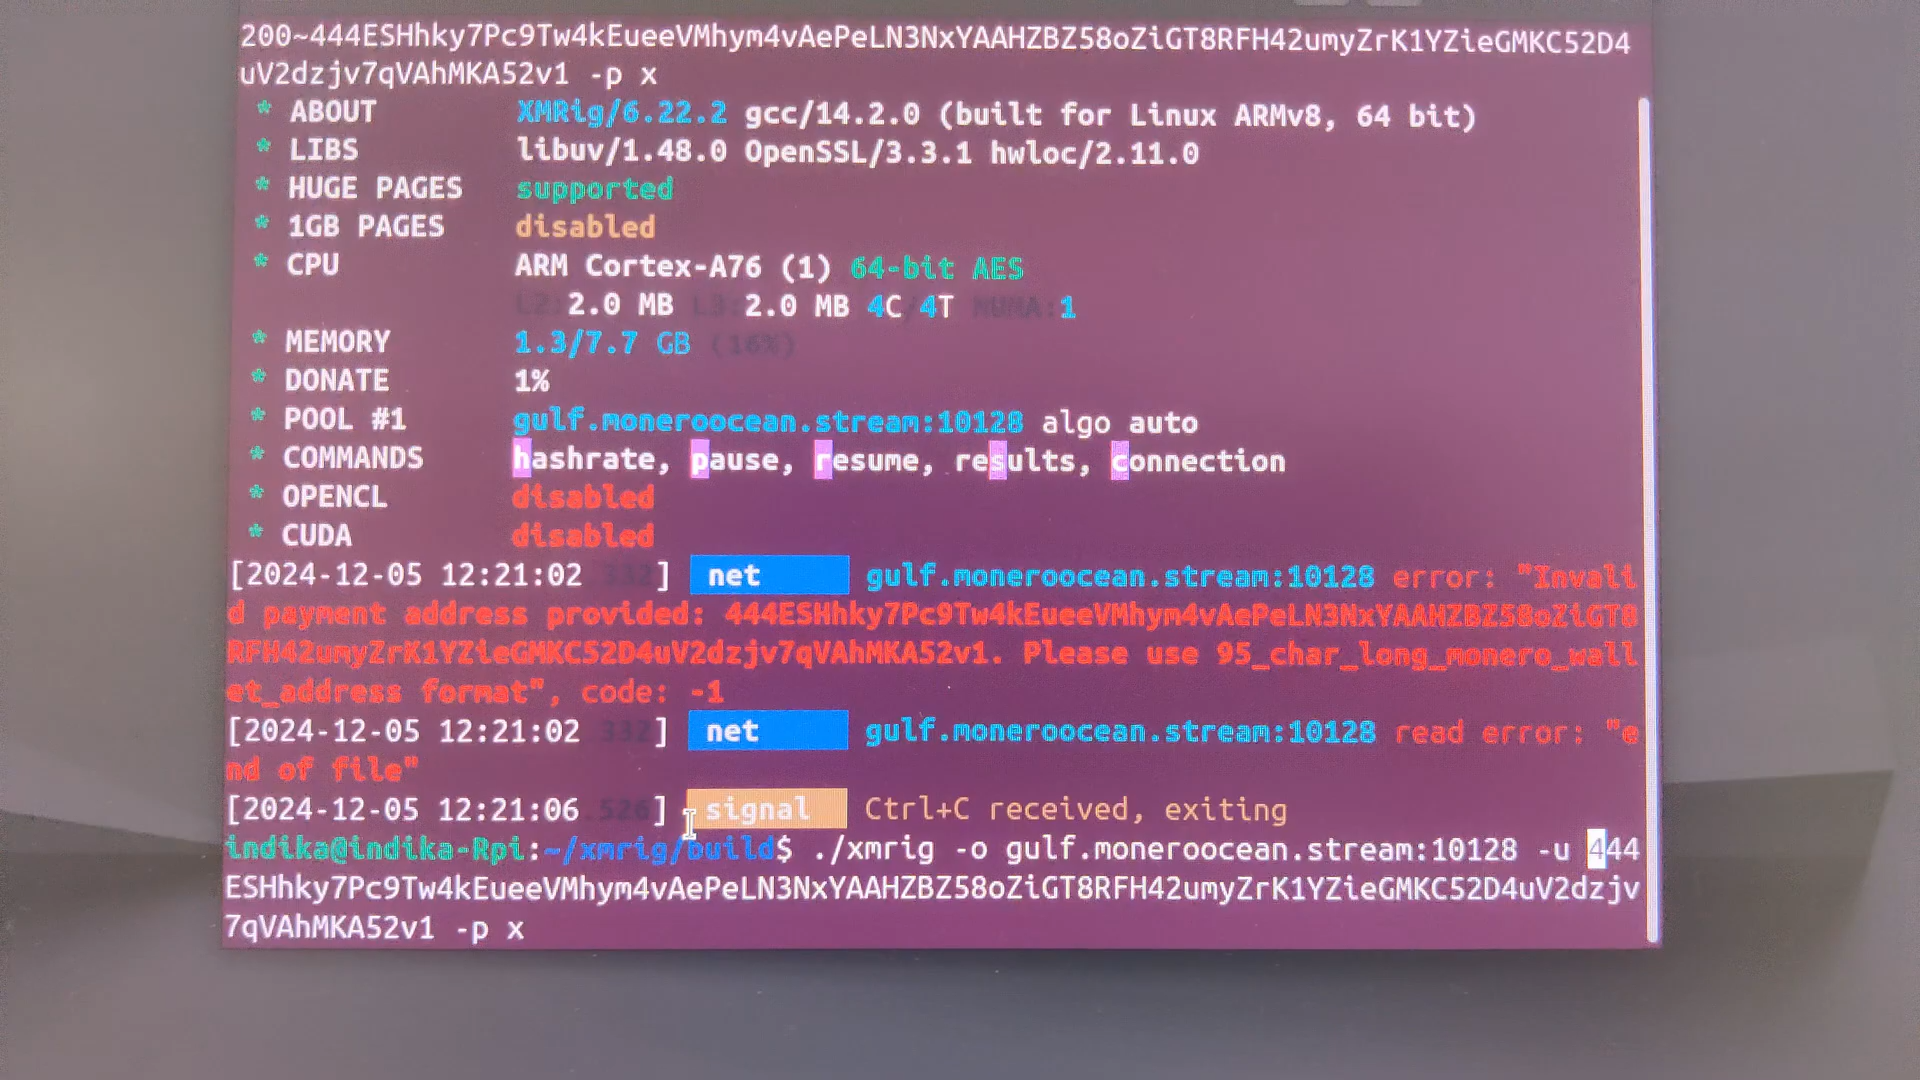 200~444ESHhky7Pc9Tw4kEueeVMhym4vAePeLN3NxYAAHZBZ58oZiGT8RFH42umyZrK1YZieGMKC52D4
uV2dzjv7qVAhMKA52v1 -p x
* ABOUT XMRig/6.22.2 gcc/14.2.0 (built for Linux ARMv8, 64 bit)
* LIBS libuv/1.48.0 OpenSSL/3.3.1 hwloc/2.11.0
* HUGE PAGES supported
* 1GB PAGES disabled
* CPU ARM Cortex-A76 (1) 64-bit AES
L2:2.0 MB L3:2.0 MB 4C/4T NUMA:1
* MEMORY 1.3/7.7 GB (16%)
* DONATE 1%
* POOL #1 gulf.moneroocean.stream:10128 algo auto
* COMMANDS hashrate, pause, resume, results, connection
* OPENCL disabled
* CUDA disabled
[2024-12-05 12:21:02.332] net gulf.moneroocean.stream:10128 error: "Invali
d payment address provided: 444ESHhky7Pc9Tw4kEueeVMhym4vAePeLN3NxYAAHZBZ58oZiGT8
RFH42umyZrK1YZieGMKC52D4uV2dzjv7qVAhMKA52v1. Please use 95_char_long_monero_wall
et_address format", code: -1
[2024-12-05 12:21:02.332] net gulf.moneroocean.stream:10128 read error: "e
nd of file"
[2024-12-05 12:21:06.526] signal Ctrl+C received, exiting
indika@indika-Rpi:~/xmrig/build$ ./xmrig -o gulf.moneroocean.stream:10128 -u 444
ESHhky7Pc9Tw4kEueeVMhym4vAePeLN3NxYAAHZBZ58oZiGT8RFH42umyZrK1YZieGMKC52D4uV2dzjv
7qVAhMKA52v1 -p x